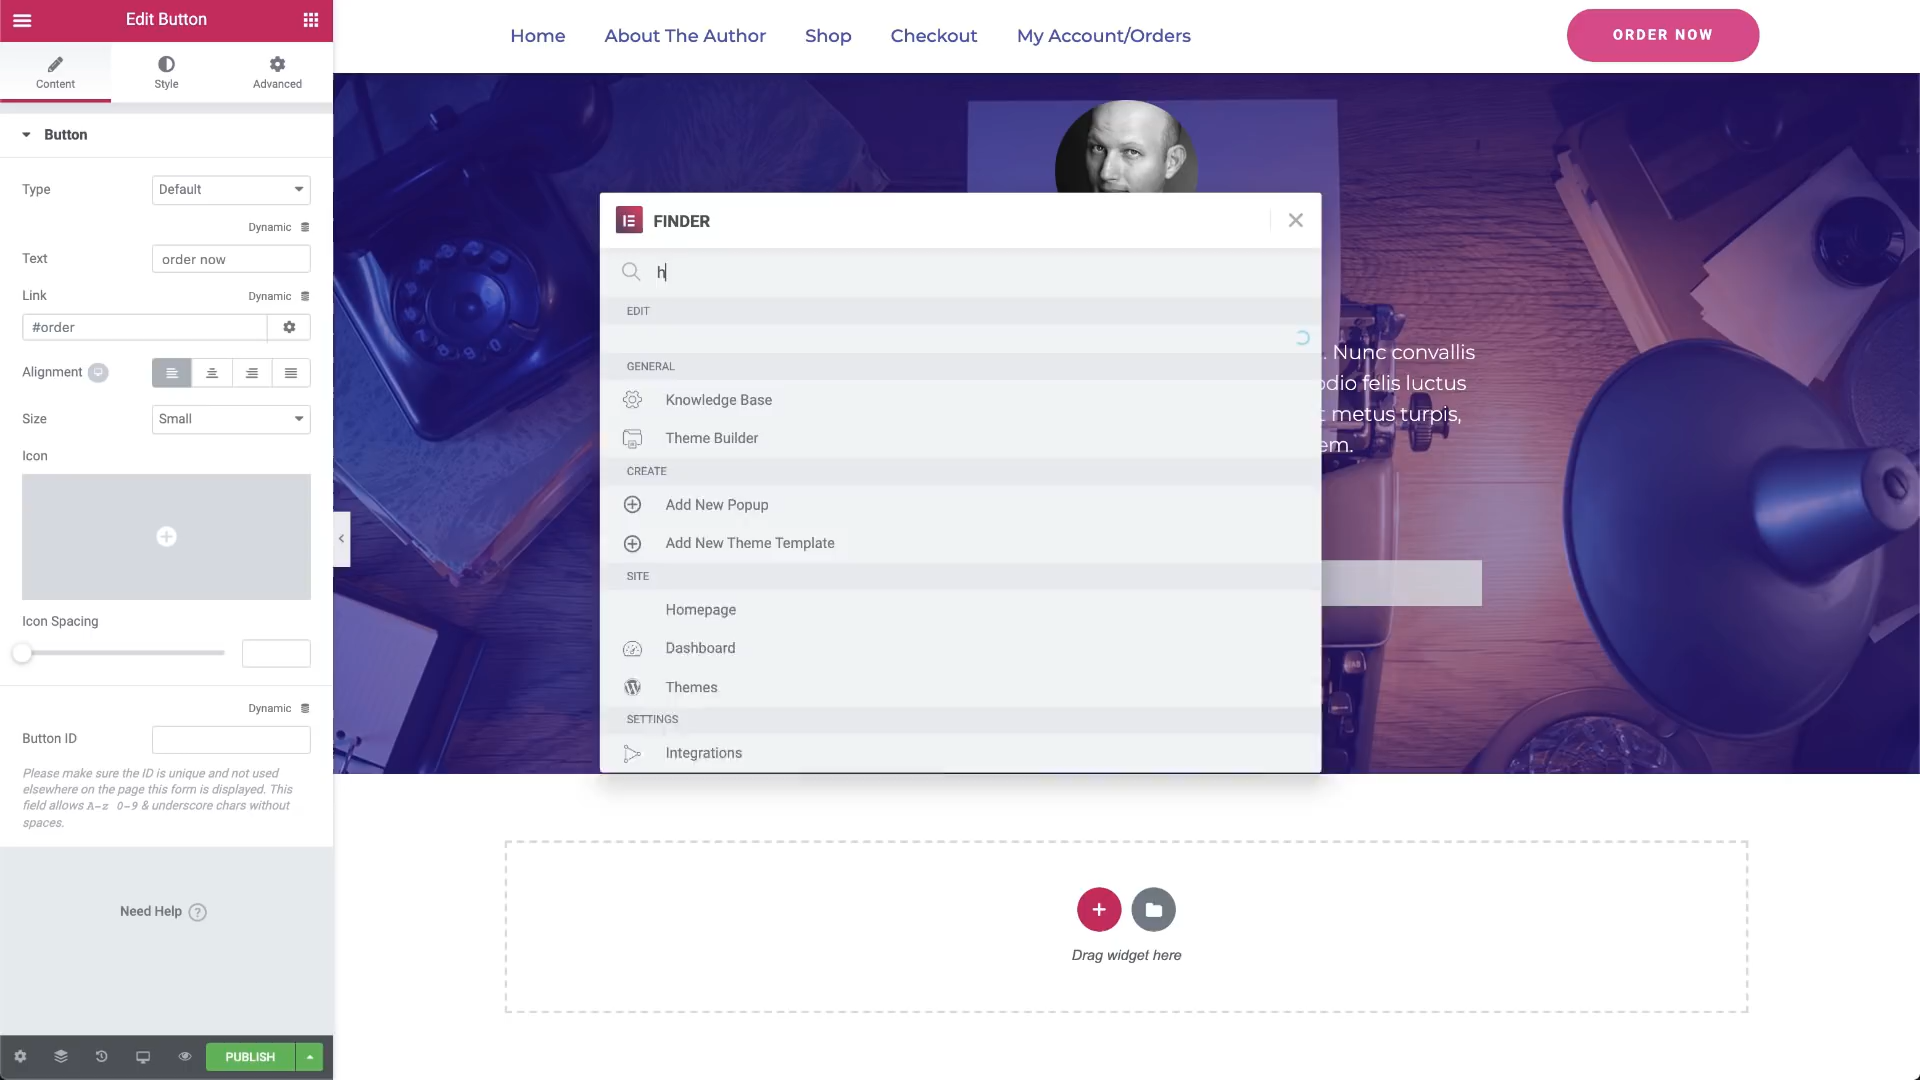 Edit Button
Content
Style
Advanced
Button
Type
Default
Dynamic
Text
order now
Link
Dynamic
#order
Alignment
Size
Small
Icon
Icon Spacing
Dynamic
Button ID
Please make sure the ID is unique and not used
elsewhere on the page this form is displayed. This
field allows A-z 0-9 & underscore chars without
spaces.
Need Help
PUBLISH
Home
About The Author
Shop
Checkout
My Account/Orders
ORDER NOW
FINDER
h
EDIT
GENERAL
Knowledge Base
Theme Builder
CREATE
Add New Popup
Add New Theme Template
SITE
Homepage
Dashboard
Themes
SETTINGS
Integrations
. Nunc convallis
odio felis luctus
t metus turpis,
em.
Drag widget here